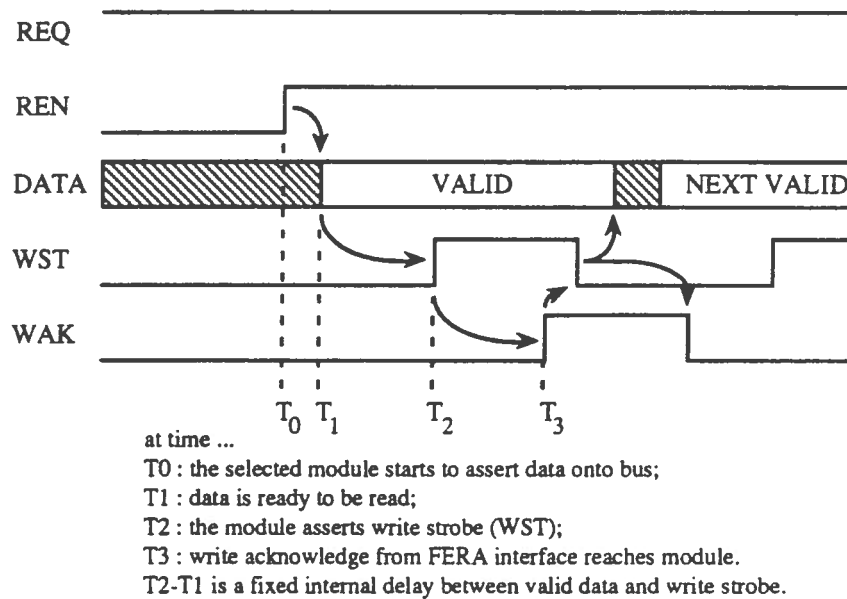 REQ
REN
DATA VALID NEXT VALID
WST
WAK
T0 T1 T2 T3
at time ...
T0 : the selected module starts to assert data onto bus;
T1 : data is ready to be read;
T2 : the module asserts write strobe (WST);
T3 : write acknowledge from FERA interface reaches module.
T2-T1 is a fixed internal delay between valid data and write strobe.